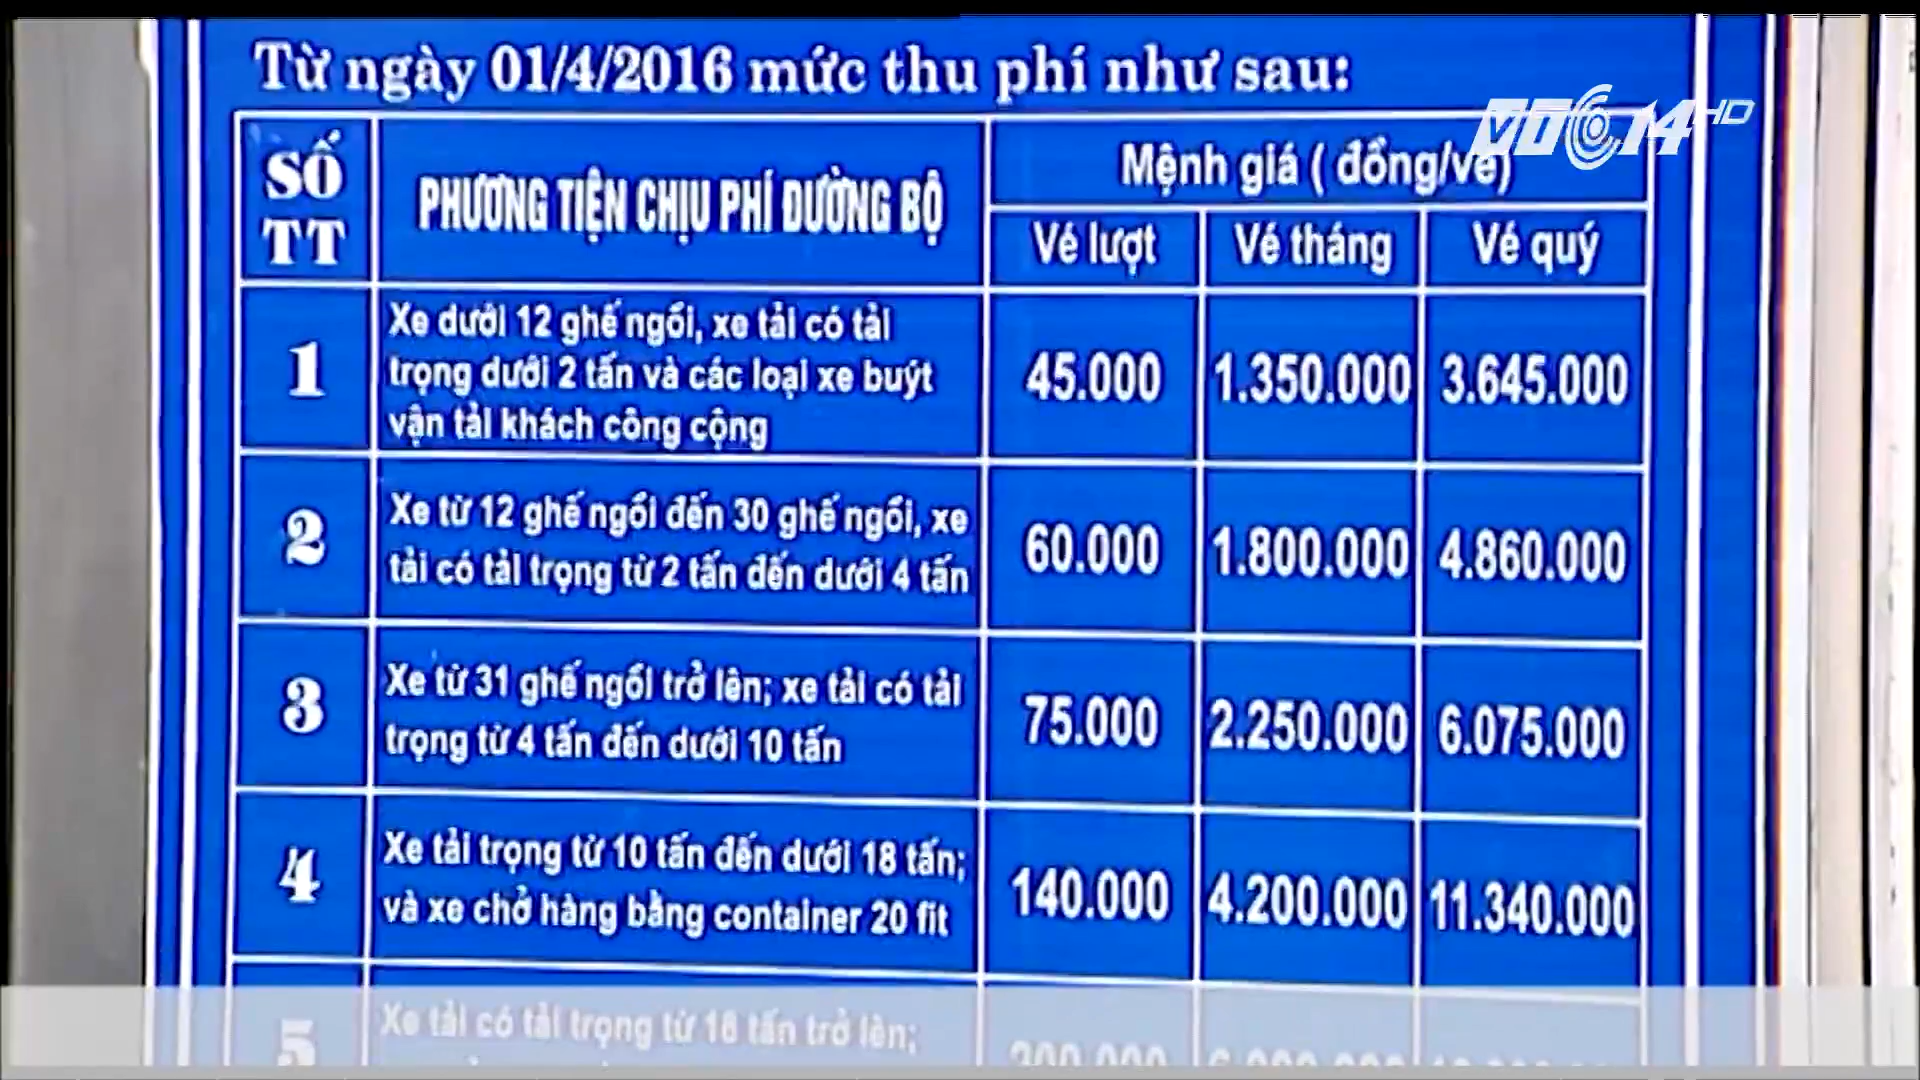 Từ ngày 01/4/2016 mức thu phí như sau:
VTC14 HD
SỐ TT
PHƯƠNG TIỆN CHỊU PHÍ ĐƯỜNG BỘ
Mệnh giá ( đồng/vé)
Vé lượt
Vé tháng
Vé quý
1
Xe dưới 12 ghế ngồi, xe tải có tải
trọng dưới 2 tấn và các loại xe buýt
vận tải khách công cộng
45.000
1.350.000
3.645.000
2
Xe từ 12 ghế ngồi đến 30 ghế ngồi, xe
tải có tải trọng từ 2 tấn đến dưới 4 tấn
60.000
1.800.000
4.860.000
3
Xe từ 31 ghế ngồi trở lên; xe tải có tải
trọng từ 4 tấn đến dưới 10 tấn
75.000
2.250.000
6.075.000
4
Xe tải trọng từ 10 tấn đến dưới 18 tấn;
và xe chở hàng bằng container 20 fit
140.000
4.200.000
11.340.000
5
Xe tải có tải trọng từ 18 tấn trở lên;